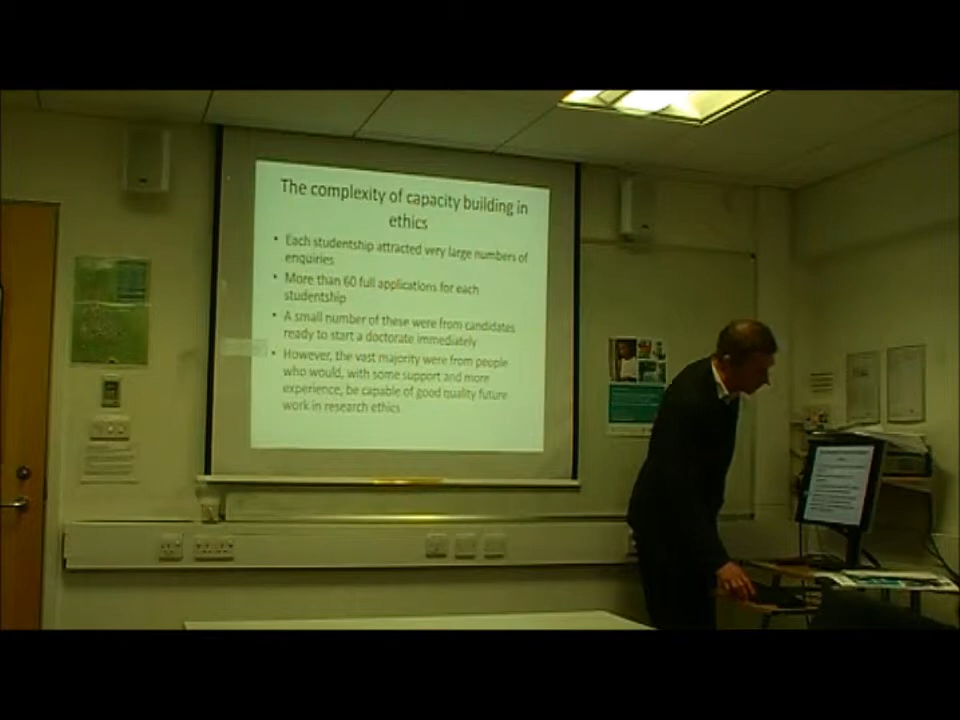 The complexity of capacity building in
ethics
• Each studentship attracted very large numbers of
enquiries
• More than 60 full applications for each
studentship
• A small number of these were from candidates
ready to start a doctorate immediately
• However, the vast majority were from people
who would, with some support and more
experience, be capable of good quality future
work in research ethics